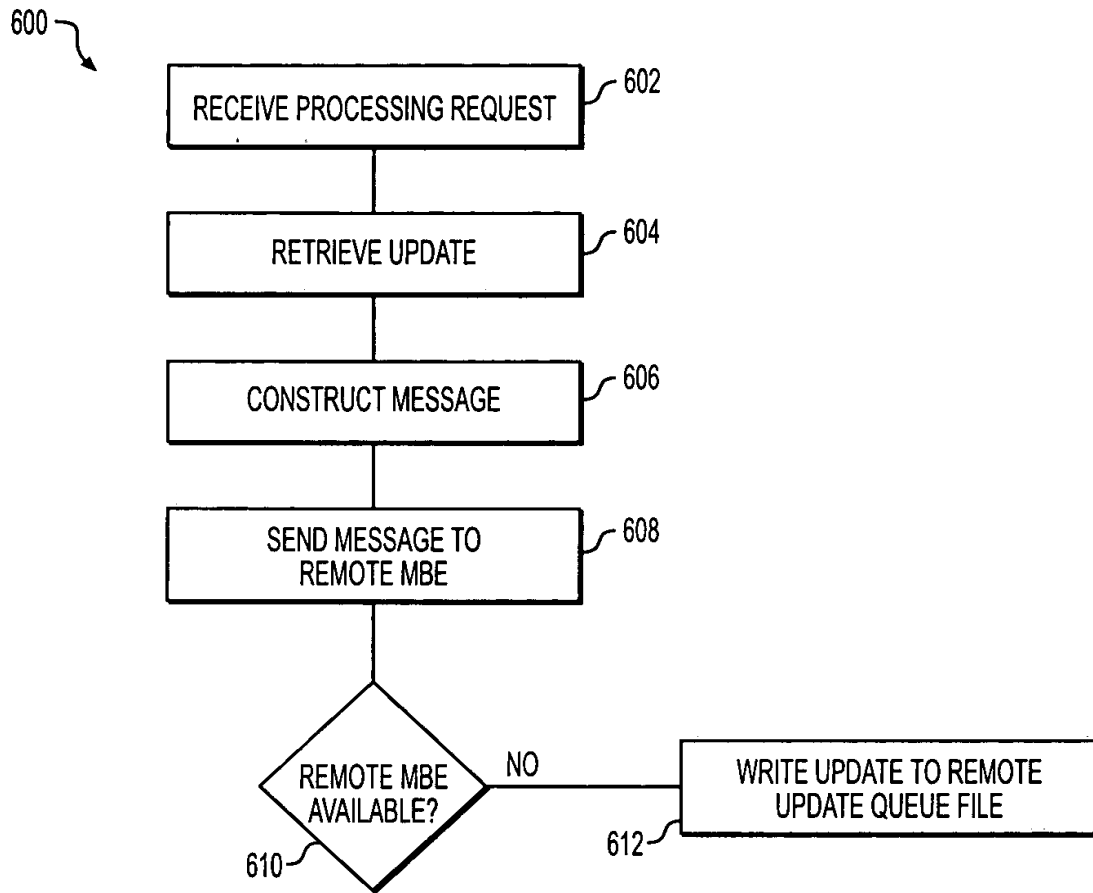 600
RECEIVE PROCESSING REQUEST
602
RETRIEVE UPDATE
604
CONSTRUCT MESSAGE
606
SEND MESSAGE TO
REMOTE MBE
608
REMOTE MBE
AVAILABLE?
610
NO
WRITE UPDATE TO REMOTE
UPDATE QUEUE FILE
612